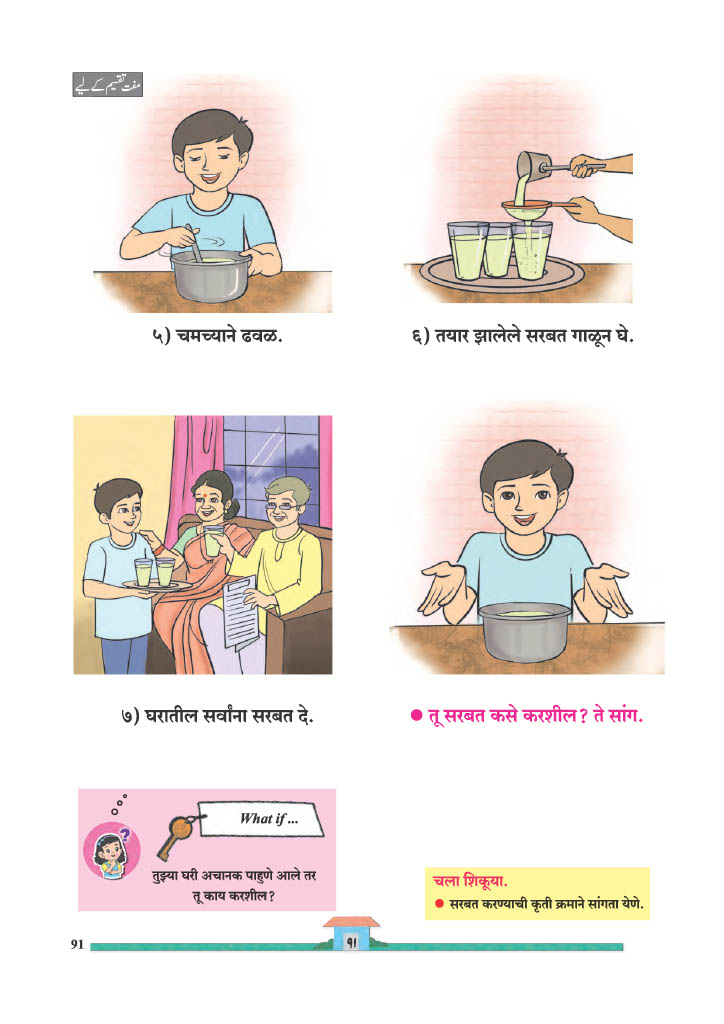 مفت تقسیم کے لیے
५) चमच्याने ढवळ.
६) तयार झालेले सरबत गाळून घे.
७) घरातील सर्वांना सरबत दे.
● तू सरबत कसे करशील? ते सांग.
?
What if ...
तुझ्या घरी अचानक पाहुणे आले तर
तू काय करशील?
चला शिकूया.
● सरबत करण्याची कृती क्रमाने सांगता येणे.
91
९१